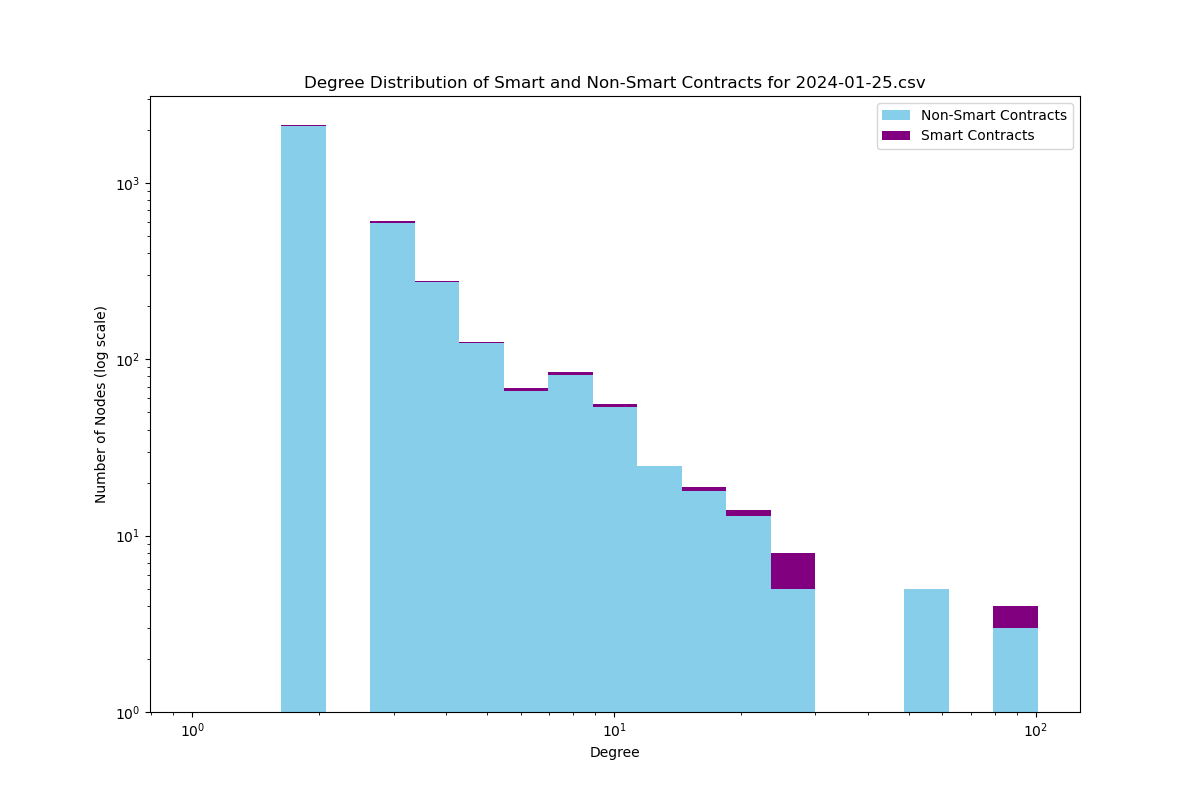 Degree Distribution of Smart and Non-Smart Contracts for 2024-01-25.csv
Non-Smart Contracts
Smart Contracts
Number of Nodes (log scale)
10³
10²
10¹
10⁰
10⁰ 10¹ 10²
Degree